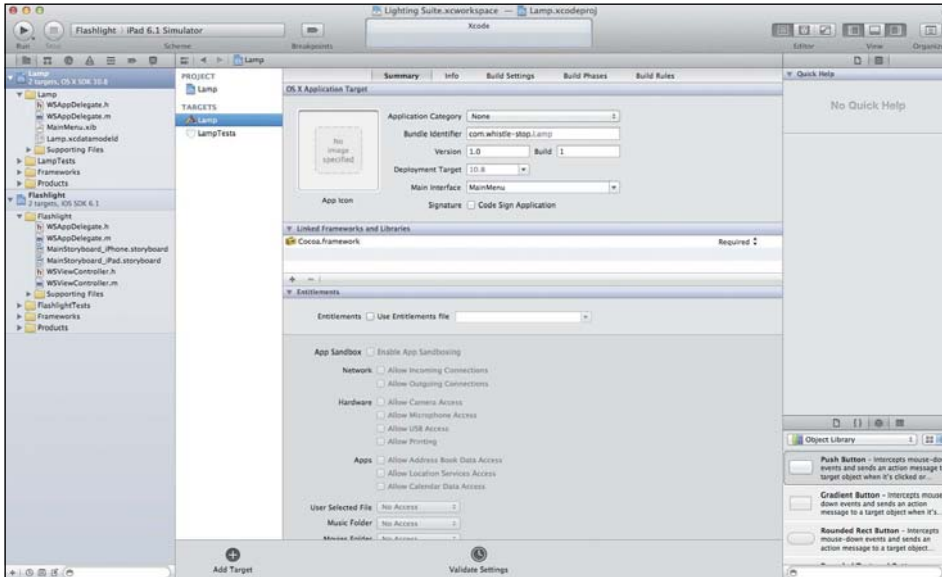 Lighting Suite.xcworkspace — Lamp.xcodeproj
Run
Stop
Flashlight
iPad 6.1 Simulator
Scheme
Breakpoints
Xcode
Editor
View
Organizer
Lamp
Lamp
2 targets, OS X SDK 10.8
Lamp
WSAppDelegate.h
WSAppDelegate.m
MainMenu.xib
Lamp.xcdatamodeld
Supporting Files
LampTests
Frameworks
Products
Flashlight
2 targets, iOS SDK 6.1
Flashlight
WSAppDelegate.h
WSAppDelegate.m
MainStoryboard_iPhone.storyboard
MainStoryboard_iPad.storyboard
WSViewController.h
WSViewController.m
Supporting Files
FlashlightTests
Frameworks
Products
PROJECT
Lamp
TARGETS
Lamp
LampTests
Summary Info Build Settings Build Phases Build Rules
OS X Application Target
No image specified
App Icon
Application Category None
Bundle Identifier com.whistle-stop.Lamp
Version 1.0 Build 1
Deployment Target 10.8
Main Interface MainMenu
Signature Code Sign Application
Linked Frameworks and Libraries
Cocoa.framework Required
Entitlements
Entitlements Use Entitlements file
App Sandbox Enable App Sandboxing
Network Allow Incoming Connections
Allow Outgoing Connections
Hardware Allow Camera Access
Allow Microphone Access
Allow USB Access
Allow Printing
Apps Allow Address Book Data Access
Allow Location Services Access
Allow Calendar Data Access
User Selected File No Access
Music Folder No Access
Movies Folder No Access
Add Target
Validate Settings
Quick Help
No Quick Help
Object Library
Push Button - Intercepts mouse-do
events and sends an action message t
target object when it's clicked or...
Gradient Button - Intercepts mouse
down events and sends an action
message to a target object when it's...
Rounded Rect Button - Intercepts
mouse-down events and sends an
action message to a target object...